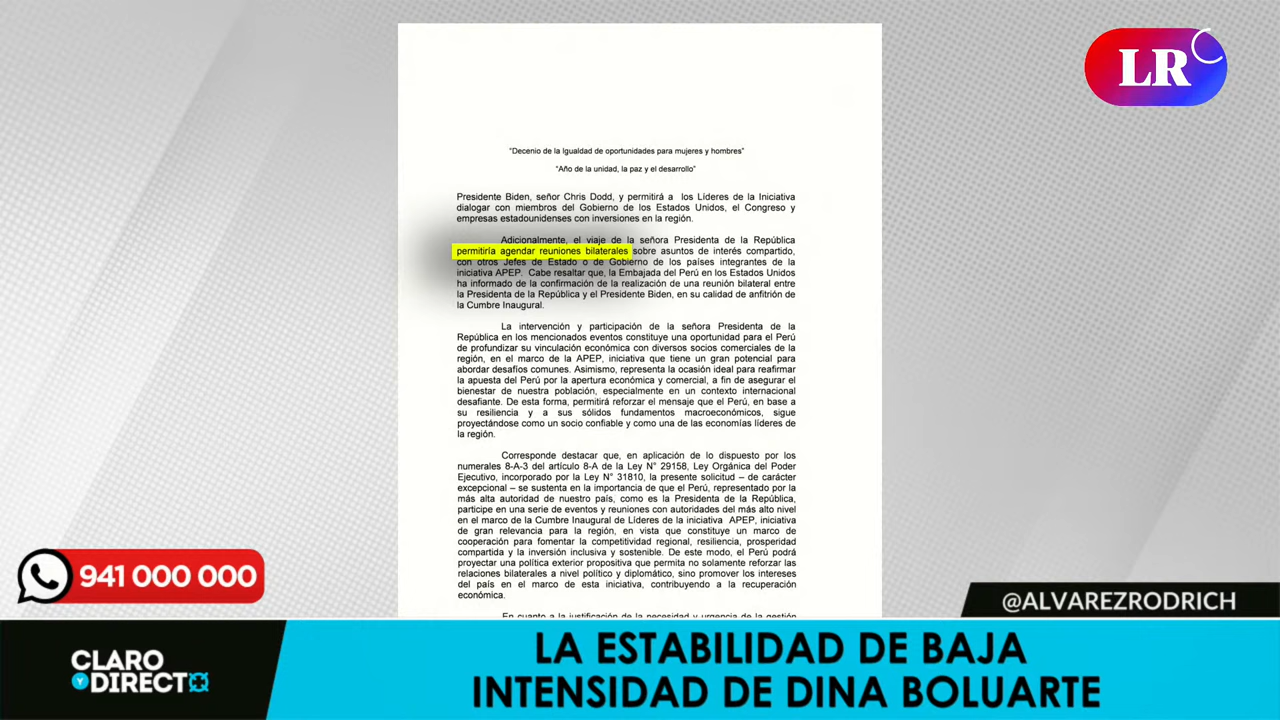 LR
"Decenio de la Igualdad de oportunidades para mujeres y hombres"
"Año de la unidad, la paz y el desarrollo"
Presidente Biden, señor Chris Dodd, y permitirá a los Líderes de la Iniciativa
dialogar con miembros del Gobierno de los Estados Unidos, el Congreso y
empresas estadounidenses con inversiones en la región.
Adicionalmente, el viaje de la señora Presidenta de la República
permitiría agendar reuniones bilaterales sobre asuntos de interés compartido,
con otros Jefes de Estado o de Gobierno de los países integrantes de la
iniciativa APEP. Cabe resaltar que, la Embajada del Perú en los Estados Unidos
ha informado de la confirmación de la realización de una reunión bilateral entre
la Presidenta de la República y el Presidente Biden, en su calidad de anfitrión de
la Cumbre Inaugural.
La intervención y participación de la señora Presidenta de la
República en los mencionados eventos constituye una oportunidad para el Perú
de profundizar su vinculación económica con diversos socios comerciales de la
región, en el marco de la APEP, iniciativa que tiene un gran potencial para
abordar desafíos comunes. Asimismo, representa la ocasión ideal para reafirmar
la apuesta del Perú por la apertura económica y comercial, a fin de asegurar el
bienestar de nuestra población, especialmente en un contexto internacional
desafiante. De esta forma, permitirá reforzar el mensaje que el Perú, en base a
su resiliencia y a sus sólidos fundamentos macroeconómicos, sigue
proyectándose como un socio confiable y como una de las economías líderes de
la región.
Corresponde destacar que, en aplicación de lo dispuesto por los
numerales 8-A-3 del artículo 8-A de la Ley N° 29158, Ley Orgánica del Poder
Ejecutivo, incorporado por la Ley N° 31810, la presente solicitud – de carácter
excepcional – se sustenta en la importancia de que el Perú, representado por la
más alta autoridad de nuestro país, como es la Presidenta de la República,
participe en una serie de eventos y reuniones con autoridades del más alto nivel
en el marco de la Cumbre Inaugural de Líderes de la iniciativa APEP, iniciativa
de gran relevancia para la región, en vista que constituye un marco de
cooperación para fomentar la competitividad regional, resiliencia, prosperidad
compartida y la inversión inclusiva y sostenible. De este modo, el Perú podrá
proyectar una política exterior propositiva que permita no solamente reforzar las
relaciones bilaterales a nivel político y diplomático, sino promover los intereses
del país en el marco de esta iniciativa, contribuyendo a la recuperación
económica.
En cuanto a la justificación de la necesidad y urgencia de la gestión
941 000 000
@ALVAREZRODRICH
CLARO
Y DIRECTO
LA ESTABILIDAD DE BAJA
INTENSIDAD DE DINA BOLUARTE